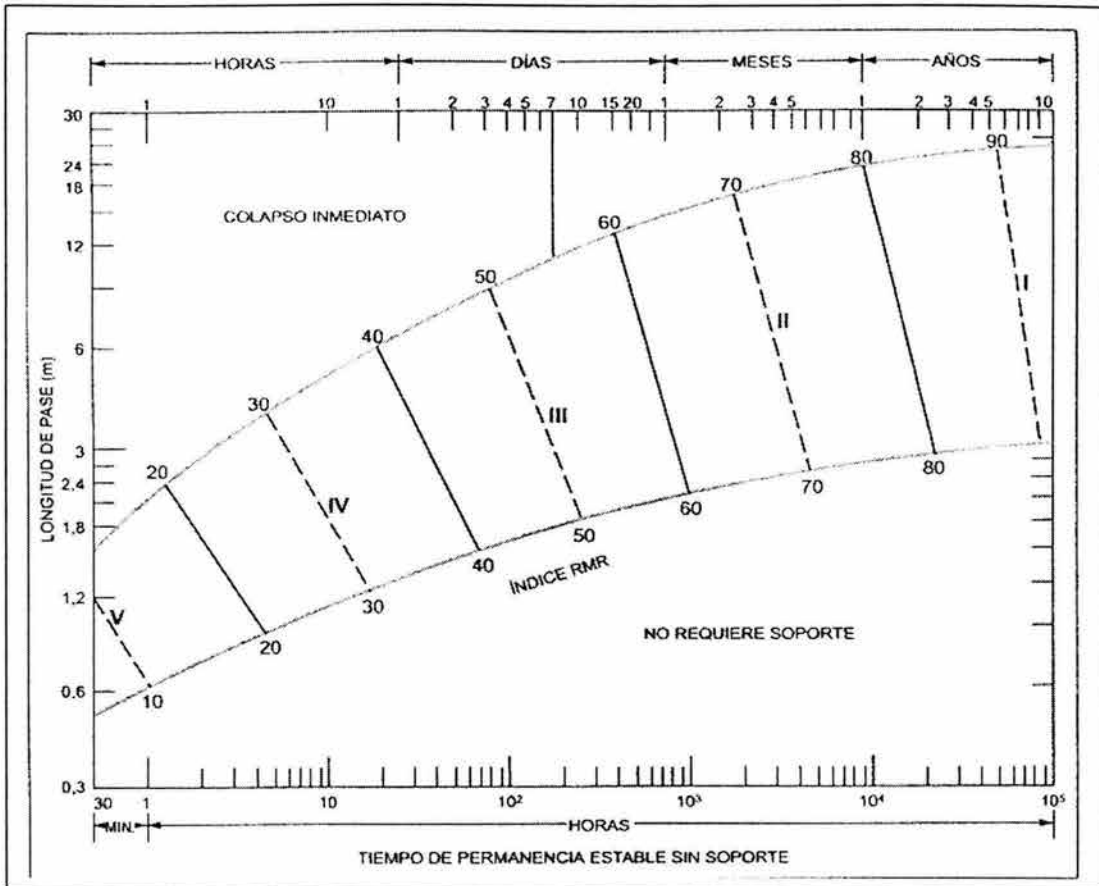 HORAS DÍAS MESES AÑOS
1 10 1 2 3 4 5 7 10 15 20 1 2 3 4 5 1 2 3 4 5 10
30
24
18
12
6
3
2,4
1,8
1,2
0.6
0,3
LONGITUD DE PASE (m)
COLAPSO INMEDIATO
90
80
70
60
50
40
30
20
I
II
III
IV
V
80
70
60
50
40
30
20
10
ÍNDICE RMR
NO REQUIERE SOPORTE
30 1 10 10² 10³ 10⁴ 10⁵
MIN. HORAS
TIEMPO DE PERMANENCIA ESTABLE SIN SOPORTE